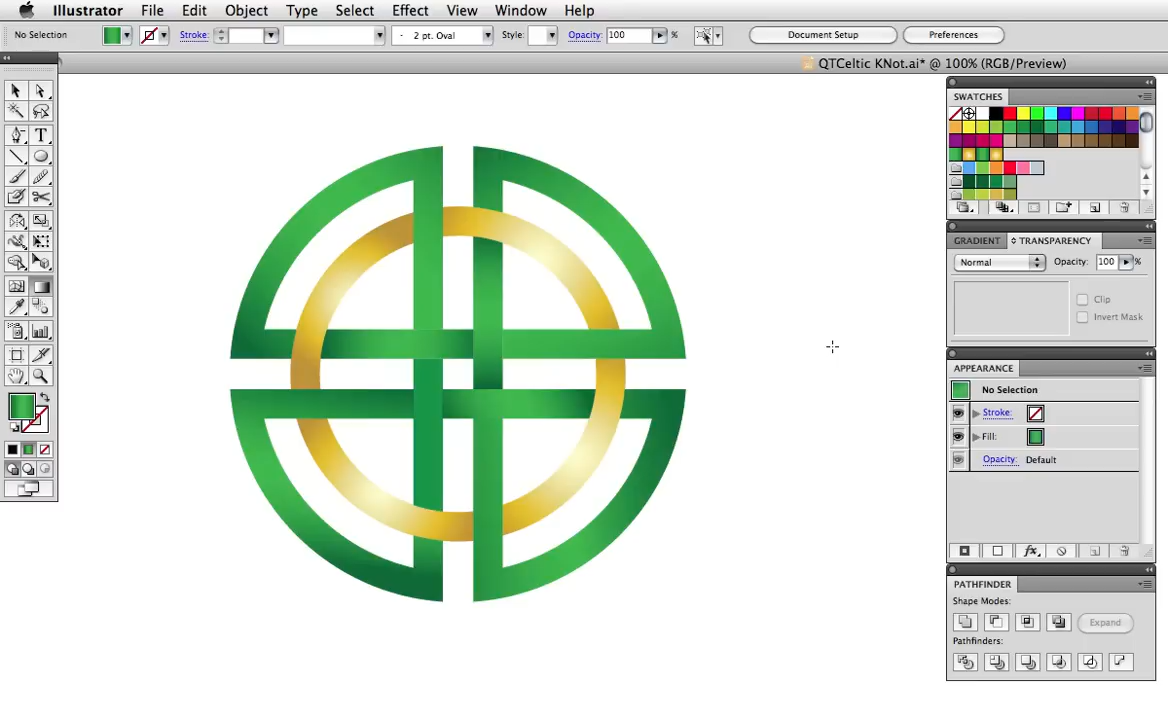 Illustrator File Edit Object Type Select Effect View Window Help
No Selection Stroke: 2 pt. Oval Style: Opacity: 100 % Document Setup Preferences
QTCeltic KNot.ai* @ 100% (RGB/Preview)
SWATCHES
GRADIENT TRANSPARENCY
Normal Opacity: 100 %
Clip
Invert Mask
APPEARANCE
No Selection
Stroke:
Fill:
Opacity: Default
fx
PATHFINDER
Shape Modes:
Expand
Pathfinders: